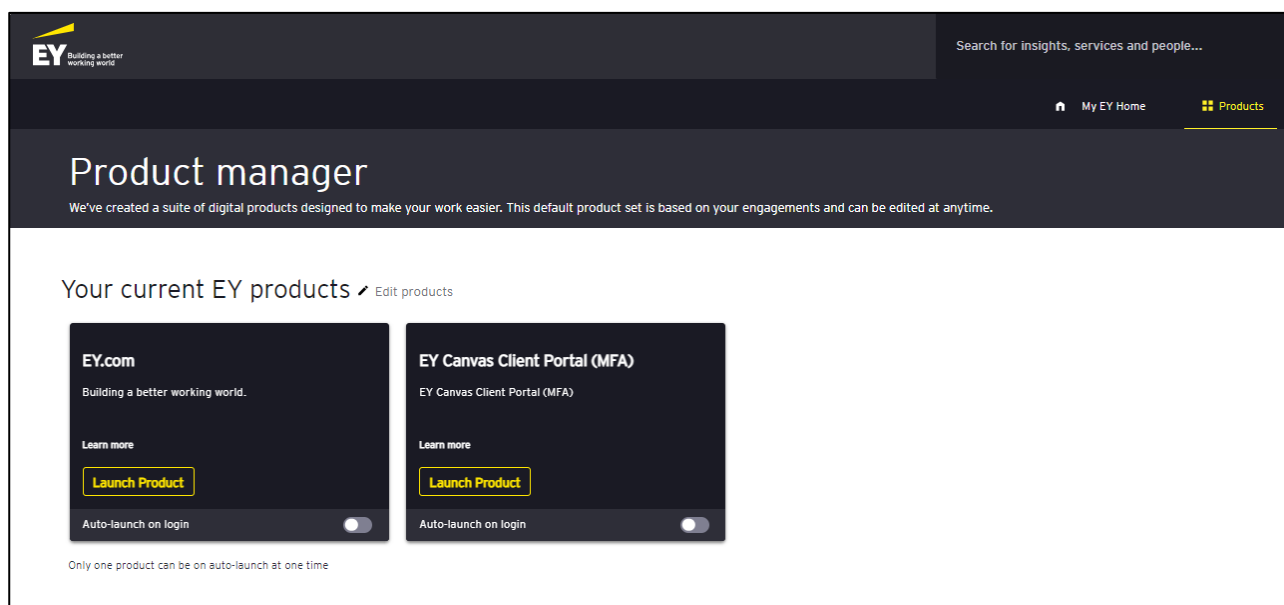 EY Building a better
working world
Search for insights, services and people...
My EY Home
Products
Product manager
We've created a suite of digital products designed to make your work easier. This default product set is based on your engagements and can be edited at anytime.
Your current EY products Edit products
EY.com
Building a better working world.
Learn more
Launch Product
Auto-launch on login
EY Canvas Client Portal (MFA)
EY Canvas Client Portal (MFA)
Learn more
Launch Product
Auto-launch on login
Only one product can be on auto-launch at one time